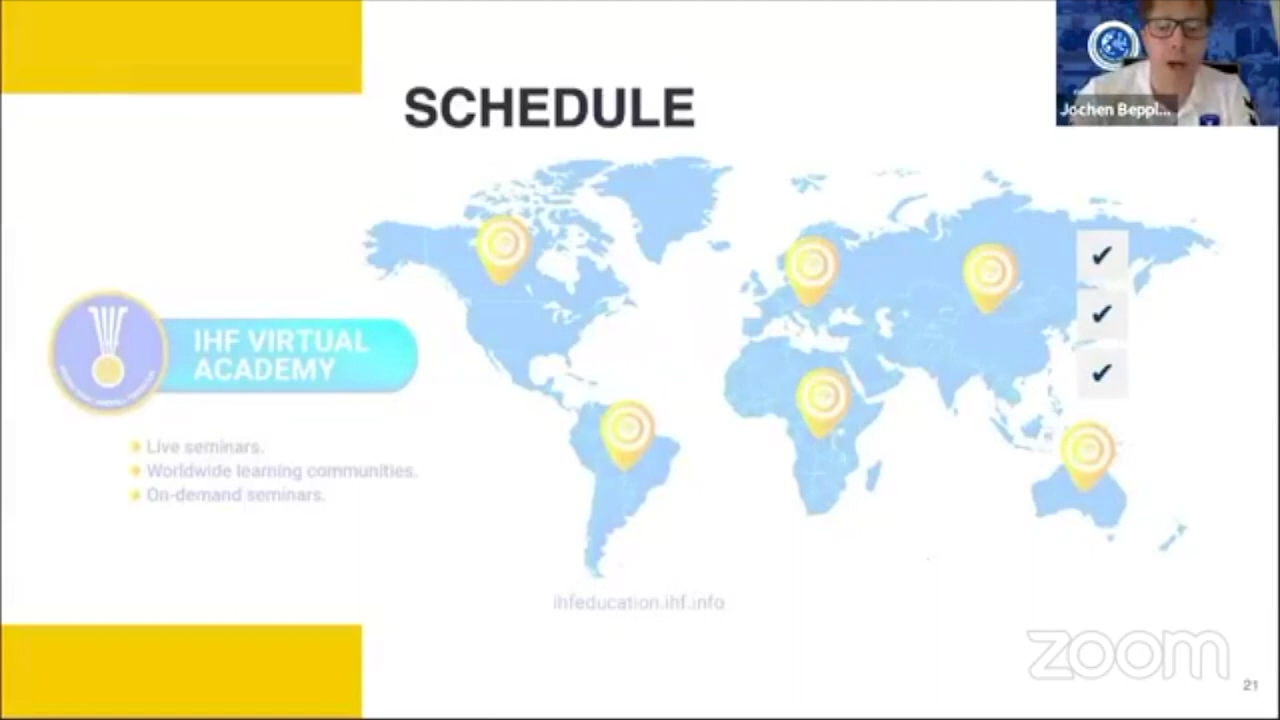 SCHEDULE
Jochen Beppl...
IHF VIRTUAL
ACADEMY
Live seminars.
Worldwide learning communities.
On-demand seminars.
ihfeducation.ihf.info
zoom
21